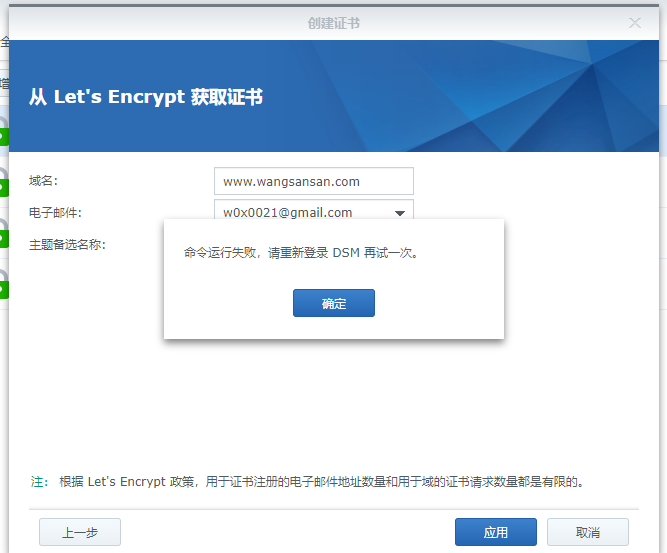 创建证书
全
增
从 Let's Encrypt 获取证书
域名: www.wangsansan.com
电子邮件: w0x0021@gmail.com
主题备选名称:
命令运行失败，请重新登录 DSM 再试一次。
确定
注: 根据 Let's Encrypt 政策，用于证书注册的电子邮件地址数量和用于域的证书请求数量都是有限的。
上一步 应用 取消